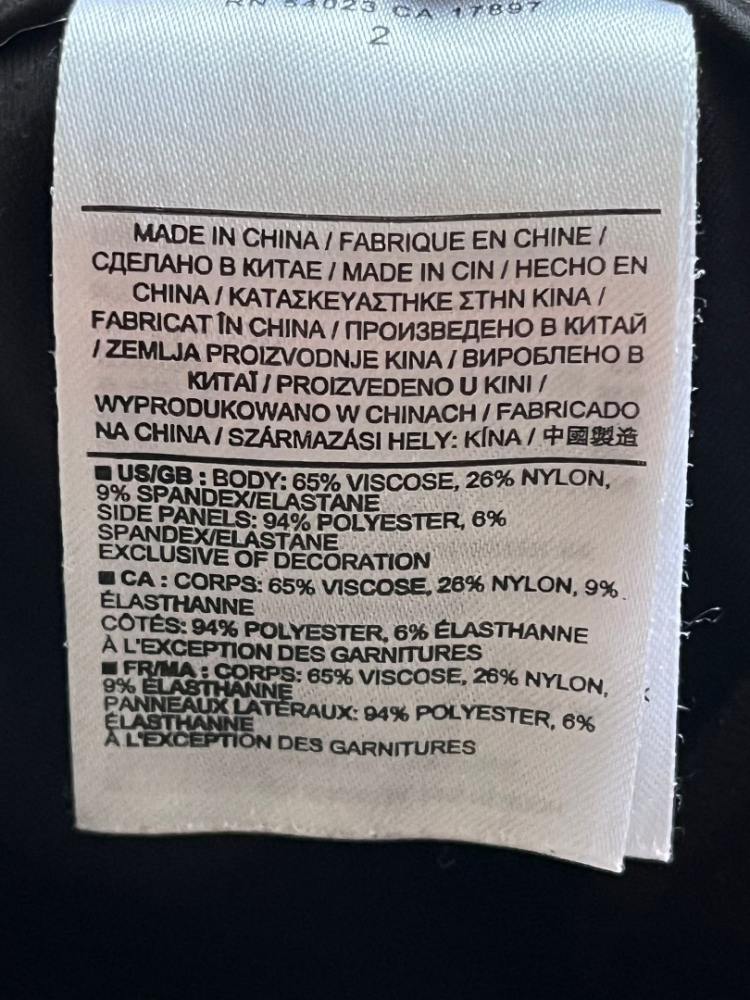 RN 54023 CA 17897
2
MADE IN CHINA / FABRIQUE EN CHINE /
СДЕЛАНО В КИТАЕ / MADE IN CIN / HECHO EN
CHINA / ΚΑΤΑΣΚΕΥΑΣΤΗΚΕ ΣΤΗΝ ΚΙΝΑ /
FABRICAT ÎN CHINA / ПРОИЗВЕДЕНО В КИТАЙ
/ ZEMLJA PROIZVODNJE KINA / ВИРОБЛЕНО В
КИТАЇ / PROIZVEDENO U KINI /
WYPRODUKOWANO W CHINACH / FABRICADO
NA CHINA / SZÁRMAZÁSI HELY: KÍNA / 中國製造
■ US/GB : BODY: 65% VISCOSE, 26% NYLON,
9% SPANDEX/ELASTANE
SIDE PANELS: 94% POLYESTER, 6%
SPANDEX/ELASTANE
EXCLUSIVE OF DECORATION
■ CA : CORPS: 65% VISCOSE, 26% NYLON, 9%
ÉLASTHANNE
CÔTÉS: 94% POLYESTER, 6% ÉLASTHANNE
À L'EXCEPTION DES GARNITURES
■ FR/MA : CORPS: 65% VISCOSE, 26% NYLON,
9% ÉLASTHANNE
PANNEAUX LATÉRAUX: 94% POLYESTER, 6%
ÉLASTHANNE
À L'EXCEPTION DES GARNITURES